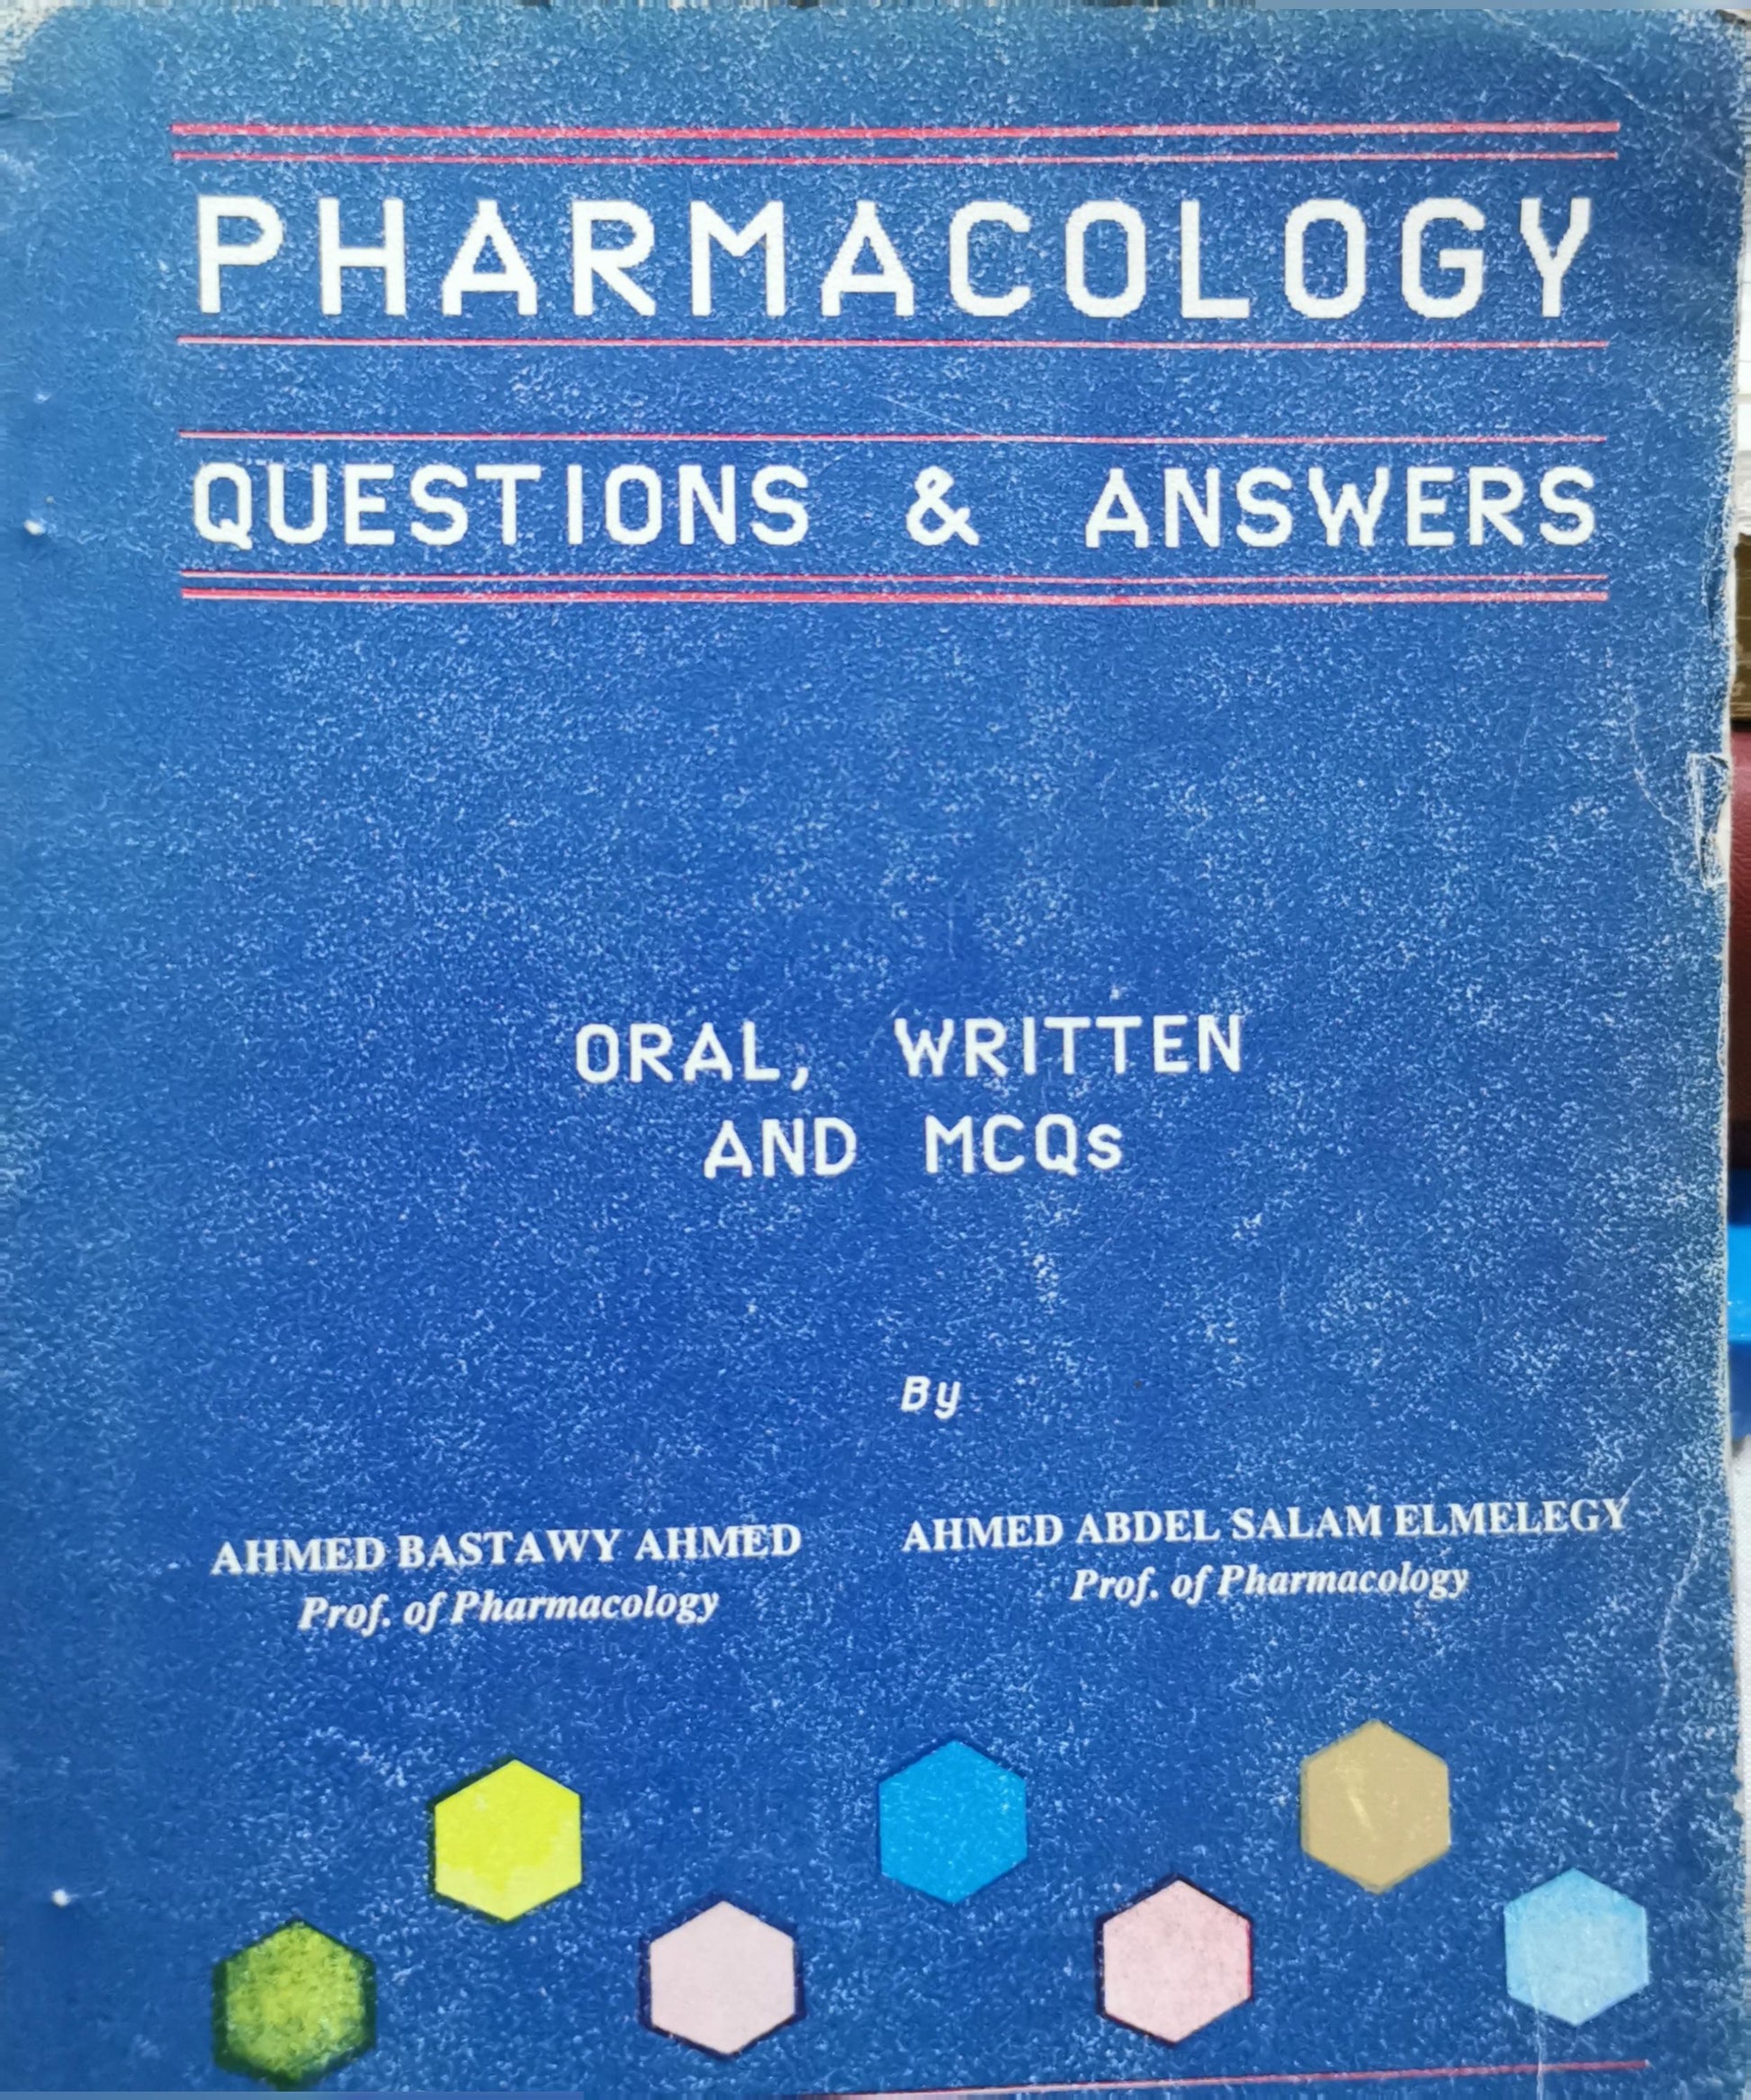 PHARMACOLOGY
QUESTIONS & ANSWERS
ORAL, WRITTEN
AND MCQs
By
AHMED BASTAWY AHMED
Prof. of Pharmacology
AHMED ABDEL SALAM ELMELEGY
Prof. of Pharmacology